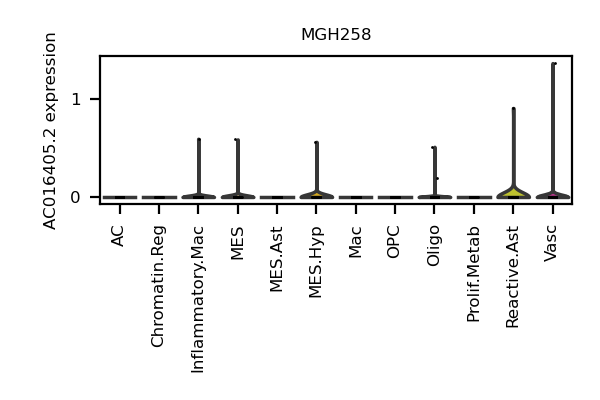 MGH258
AC016405.2 expression
1
0
AC
Chromatin.Reg
Inflammatory.Mac
MES
MES.Ast
MES.Hyp
Mac
OPC
Oligo
Prolif.Metab
Reactive.Ast
Vasc